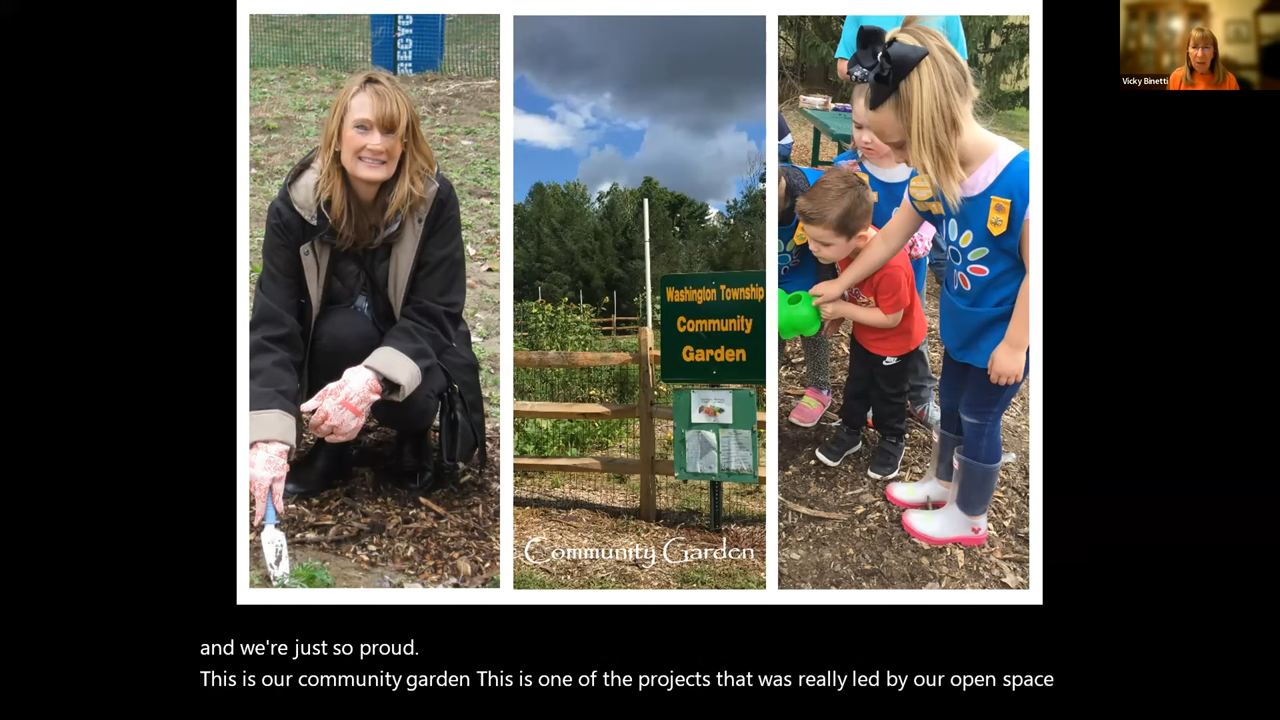 RECYC
Vicky Binetti
Washington Township
Community
Garden
Community Garden
and we're just so proud.
This is our community garden This is one of the projects that was really led by our open space